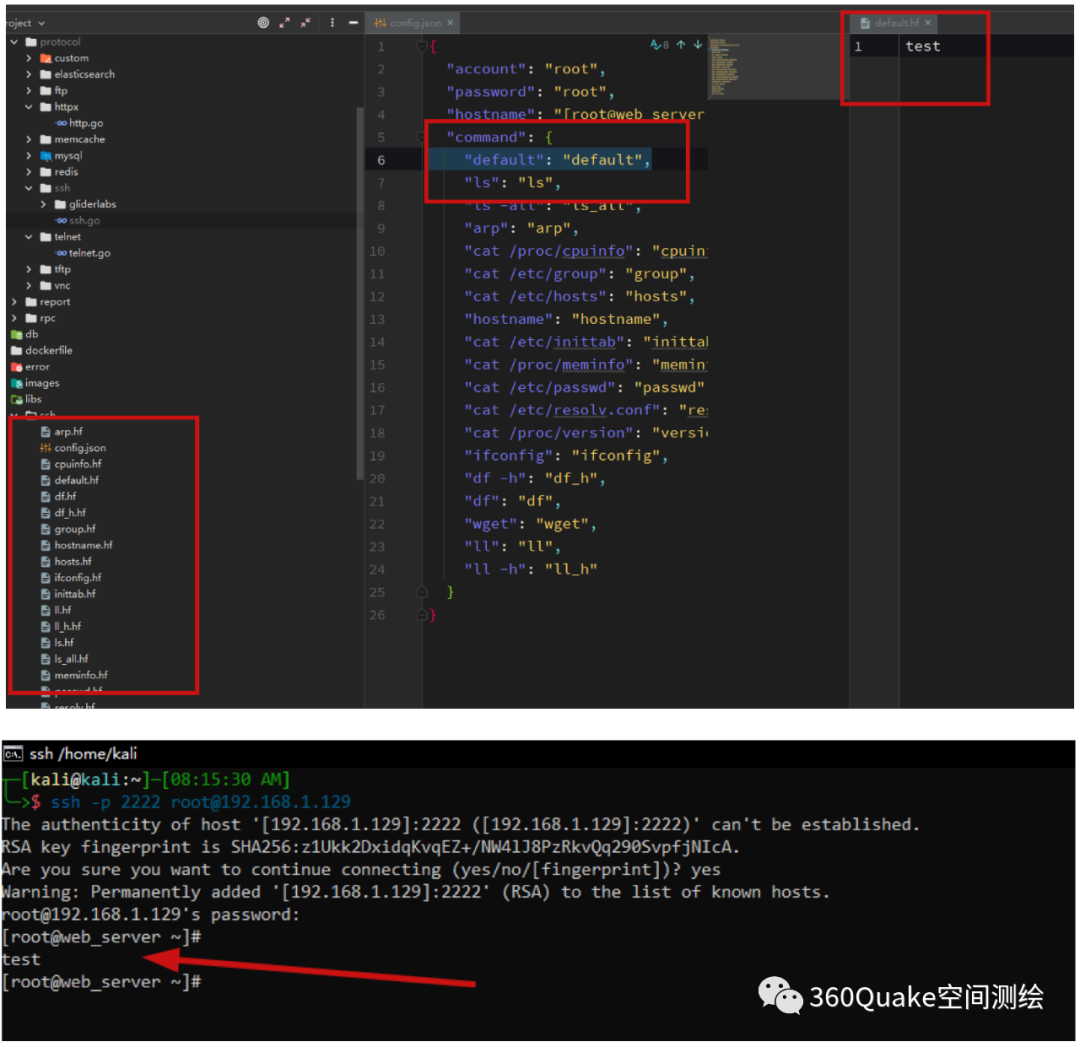 roject
protocol
custom
elasticsearch
ftp
httpx
http.go
memcache
mysql
redis
ssh
gliderlabs
ssh.go
telnet
telnet.go
tftp
vnc
report
rpc
db
dockerfile
error
images
libs
ssh
arp.hf
config.json
cpuinfo.hf
default.hf
df.hf
df_h.hf
group.hf
hostname.hf
hosts.hf
ifconfig.hf
inittab.hf
ll.hf
ll_h.hf
ls.hf
ls_all.hf
meminfo.hf
passwd.hf
resolv.hf
config.json
8
1 {
2 "account": "root",
3 "password": "root",
4 "hostname": "[root@web_server
5 "command": {
6 "default": "default",
7 "ls": "ls",
8 "ls -all": "ls_all",
9 "arp": "arp",
10 "cat /proc/cpuinfo": "cpuin
11 "cat /etc/group": "group",
12 "cat /etc/hosts": "hosts",
13 "hostname": "hostname",
14 "cat /etc/inittab": "initta
15 "cat /proc/meminfo": "memin
16 "cat /etc/passwd": "passwd"
17 "cat /etc/resolv.conf": "res
18 "cat /proc/version": "versi
19 "ifconfig": "ifconfig",
20 "df -h": "df_h",
21 "df": "df",
22 "wget": "wget",
23 "ll": "ll",
24 "ll -h": "ll_h"
25 }
26 }
default.hf
1 test
C:\. ssh /home/kali
[kali@kali:~]-[08:15:30 AM]
>$ ssh -p 2222 root@192.168.1.129
The authenticity of host '[192.168.1.129]:2222 ([192.168.1.129]:2222)' can't be established.
RSA key fingerprint is SHA256:z1Ukk2DxidqKvqEZ+/NW4lJ8PzRkvQq290SvpfjNIcA.
Are you sure you want to continue connecting (yes/no/[fingerprint])? yes
Warning: Permanently added '[192.168.1.129]:2222' (RSA) to the list of known hosts.
root@192.168.1.129's password:
[root@web_server ~]#
test
[root@web_server ~]#
360Quake空间测绘